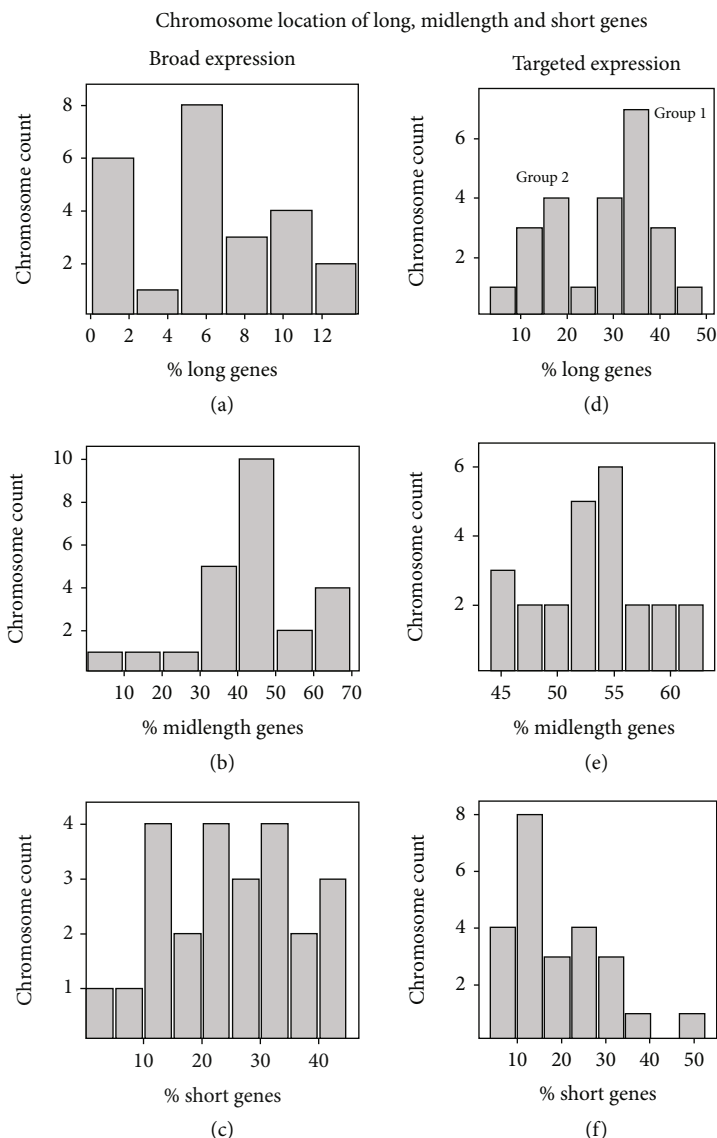 Chromosome location of long, midlength and short genes
Broad expression
Chromosome count
8
6
4
2
0 2 4 6 8 10 12
% long genes
(a)
Targeted expression
Chromosome count
6
4
2
Group 1
Group 2
10 20 30 40 50
% long genes
(d)
Chromosome count
10
8
6
4
2
10 20 30 40 50 60 70
% midlength genes
(b)
Chromosome count
6
4
2
45 50 55 60
% midlength genes
(e)
Chromosome count
4
3
2
1
10 20 30 40
% short genes
(c)
Chromosome count
8
6
4
2
10 20 30 40 50
% short genes
(f)